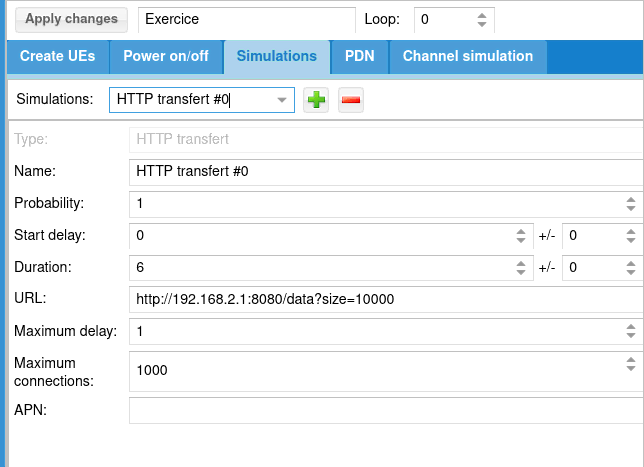 Apply changes Exercice Loop: 0
Create UEs Power on/off Simulations PDN Channel simulation
Simulations: HTTP transfert #0
Type: HTTP transfert
Name: HTTP transfert #0
Probability: 1
Start delay: 0 +/- 0
Duration: 6 +/- 0
URL: http://192.168.2.1:8080/data?size=10000
Maximum delay: 1
Maximum
connections: 1000
APN: